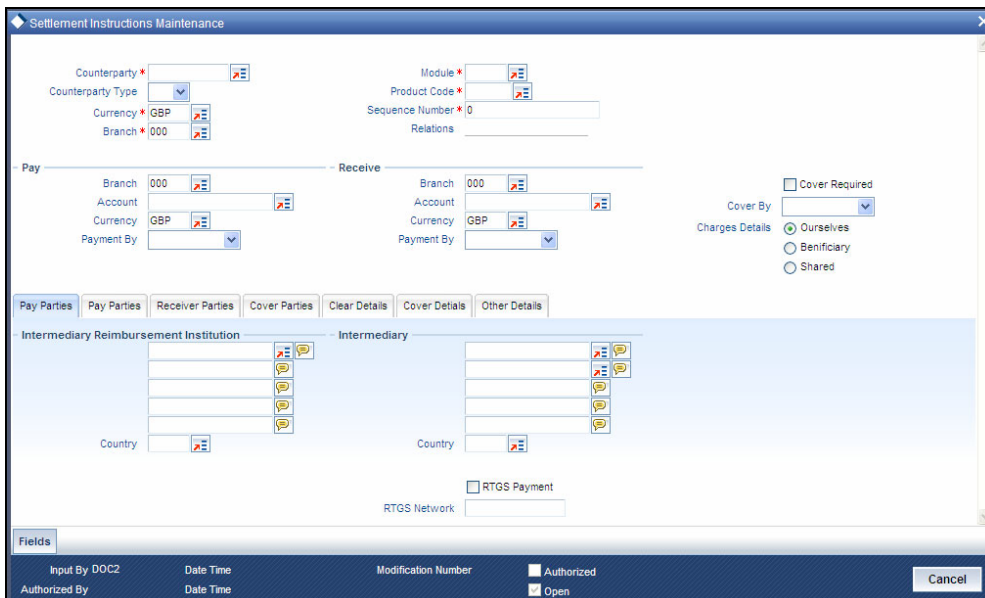 Settlement Instructions Maintenance
Counterparty *
Module *
Counterparty Type
Product Code *
Currency * GBP
Sequence Number * 0
Branch * 000
Relations
Pay
Receive
Branch 000
Branch 000
Cover Required
Account
Account
Cover By
Currency GBP
Currency GBP
Charges Details
Ourselves
Payment By
Payment By
Benificiary
Shared
Pay Parties
Pay Parties
Receiver Parties
Cover Parties
Clear Details
Cover Detials
Other Details
Intermediary Reimbursement Institution
Intermediary
Country
Country
RTGS Payment
RTGS Network
Fields
Input By DOC2
Date Time
Modification Number
Authorized
Cancel
Authorized By
Date Time
Open